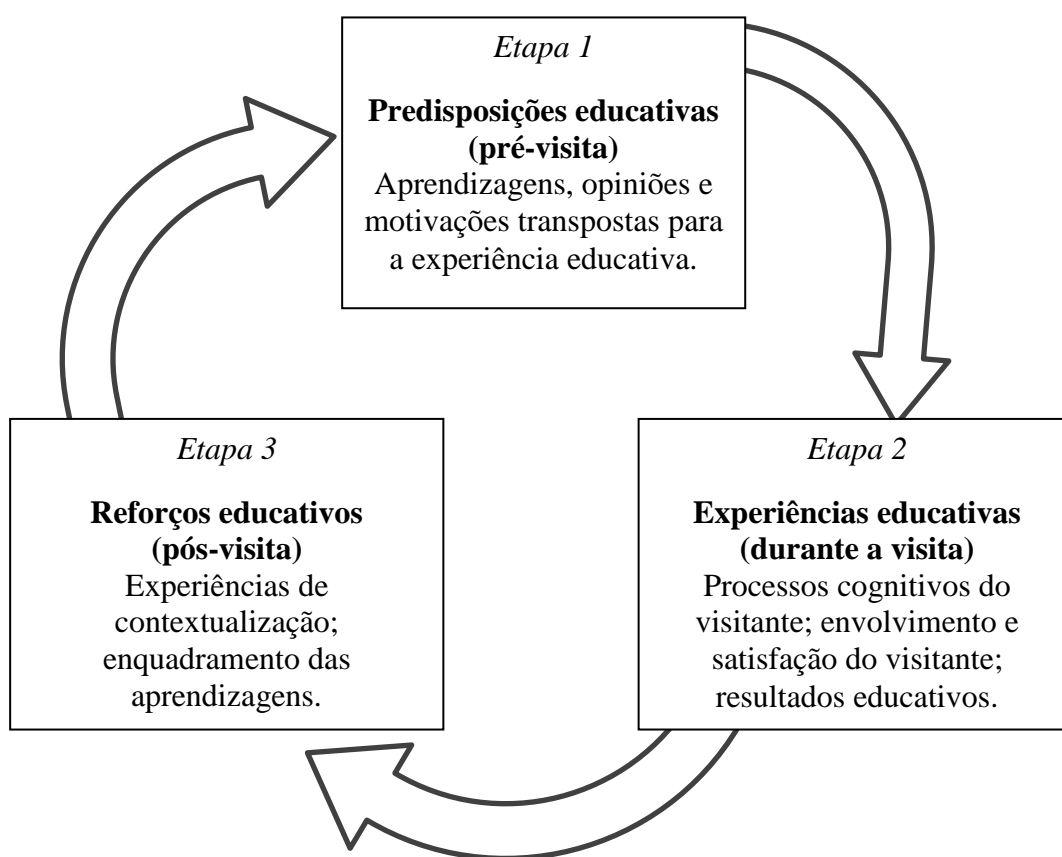 Etapa 1
Predisposições educativas
(pré-visita)
Aprendizagens, opiniões e
motivações transpostas para
a experiência educativa.
Etapa 2
Experiências educativas
(durante a visita)
Processos cognitivos do
visitante; envolvimento e
satisfação do visitante;
resultados educativos.
Etapa 3
Reforços educativos
(pós-visita)
Experiências de
contextualização;
enquadramento das
aprendizagens.